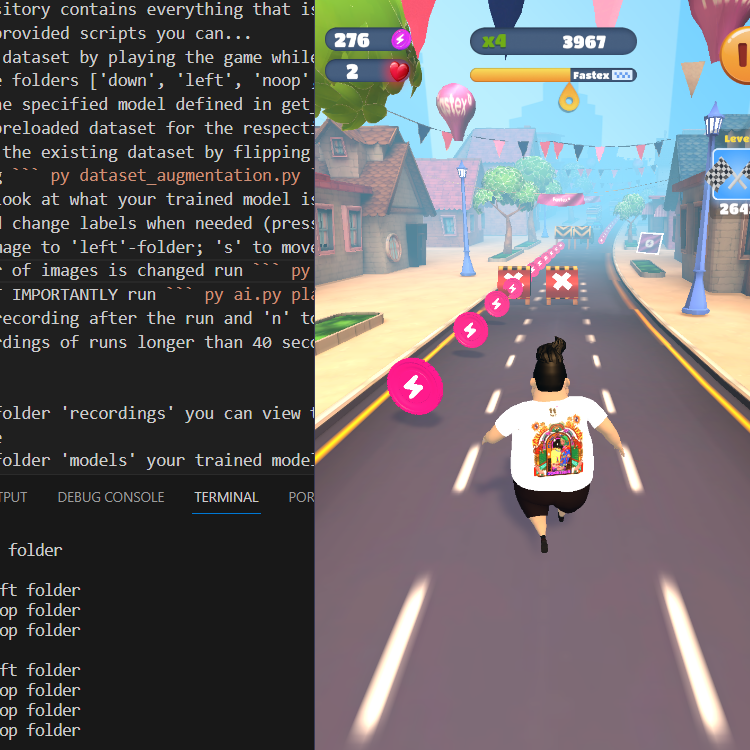 sitory contains everything that is
provided scripts you can...
dataset by playing the game while
e folders ['down', 'left', 'noop',
he specified model defined in get
preloaded dataset for the respecti
the existing dataset by flipping
g ``` py dataset_augmentation.py
look at what your trained model is
d change labels when needed (press
mage to 'left'-folder; 's' to move
r of images is changed run ``` py
T IMPORTANTLY run ``` py ai.py pla
recording after the run and 'n' to
rdings of runs longer than 40 seco
folder 'recordings' you can view t
e
folder 'models' your trained model
TPUT DEBUG CONSOLE TERMINAL POR
folder
ft folder
op folder
op folder
ft folder
op folder
op folder
op folder
276
x4 3967
2
Fastex
Leve
264